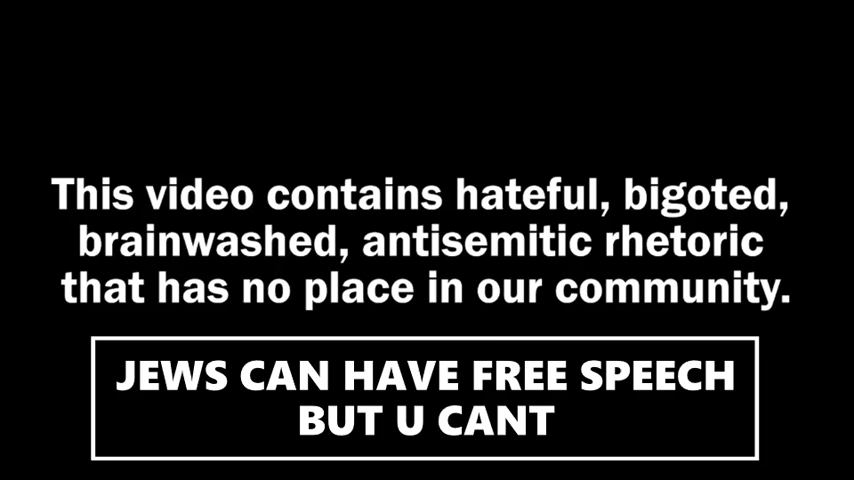 This video contains hateful, bigoted,
brainwashed, antisemitic rhetoric
that has no place in our community.
JEWS CAN HAVE FREE SPEECH
BUT U CANT